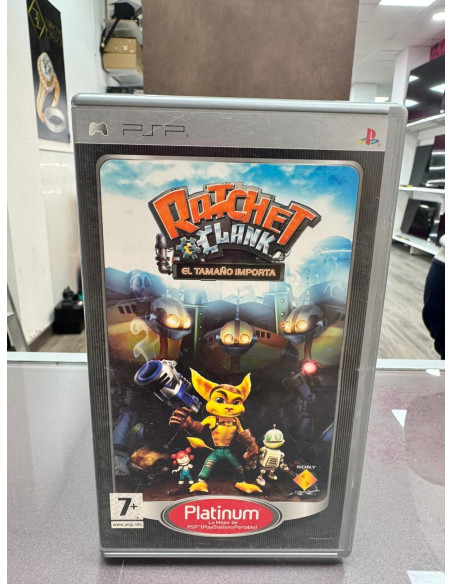 PSP
RATCHET
CLANK
EL TAMAÑO IMPORTA
7+
www.pegi.info
SONY
Platinum
Lo Mejor de
PSP™(PlayStation®Portable)